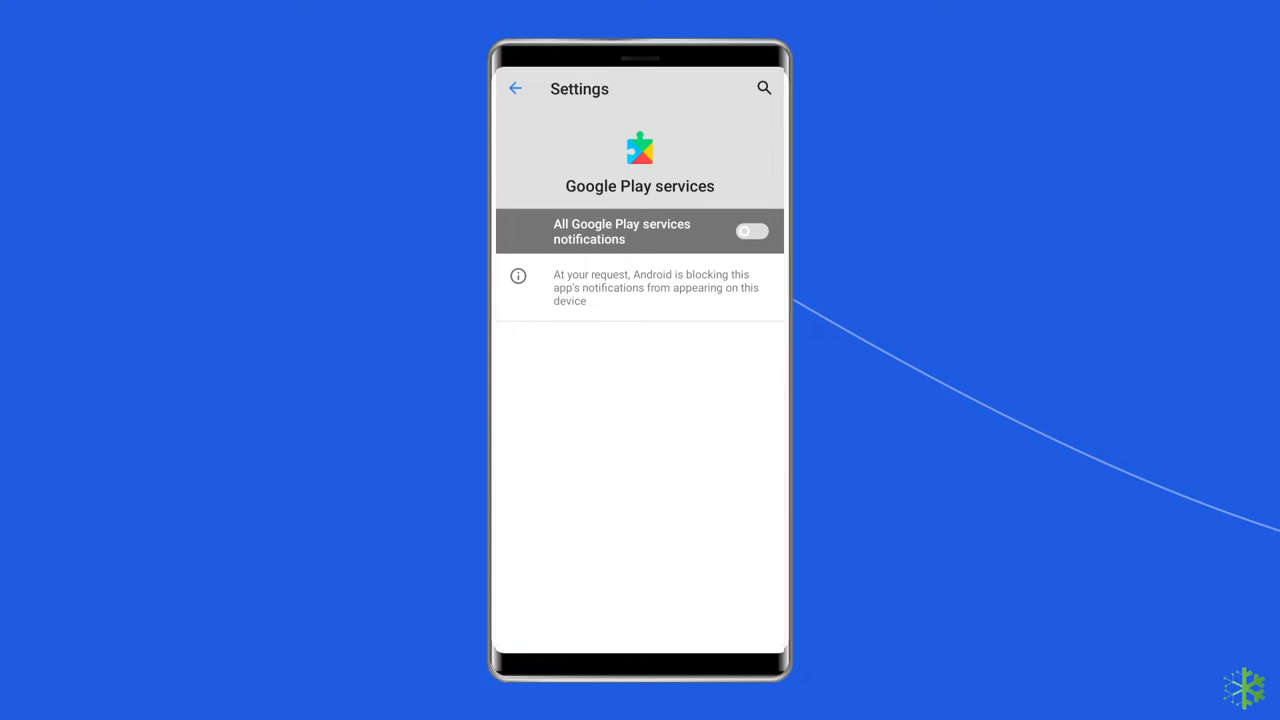 Settings
Google Play services
All Google Play services
notifications
At your request, Android is blocking this
app's notifications from appearing on this
device